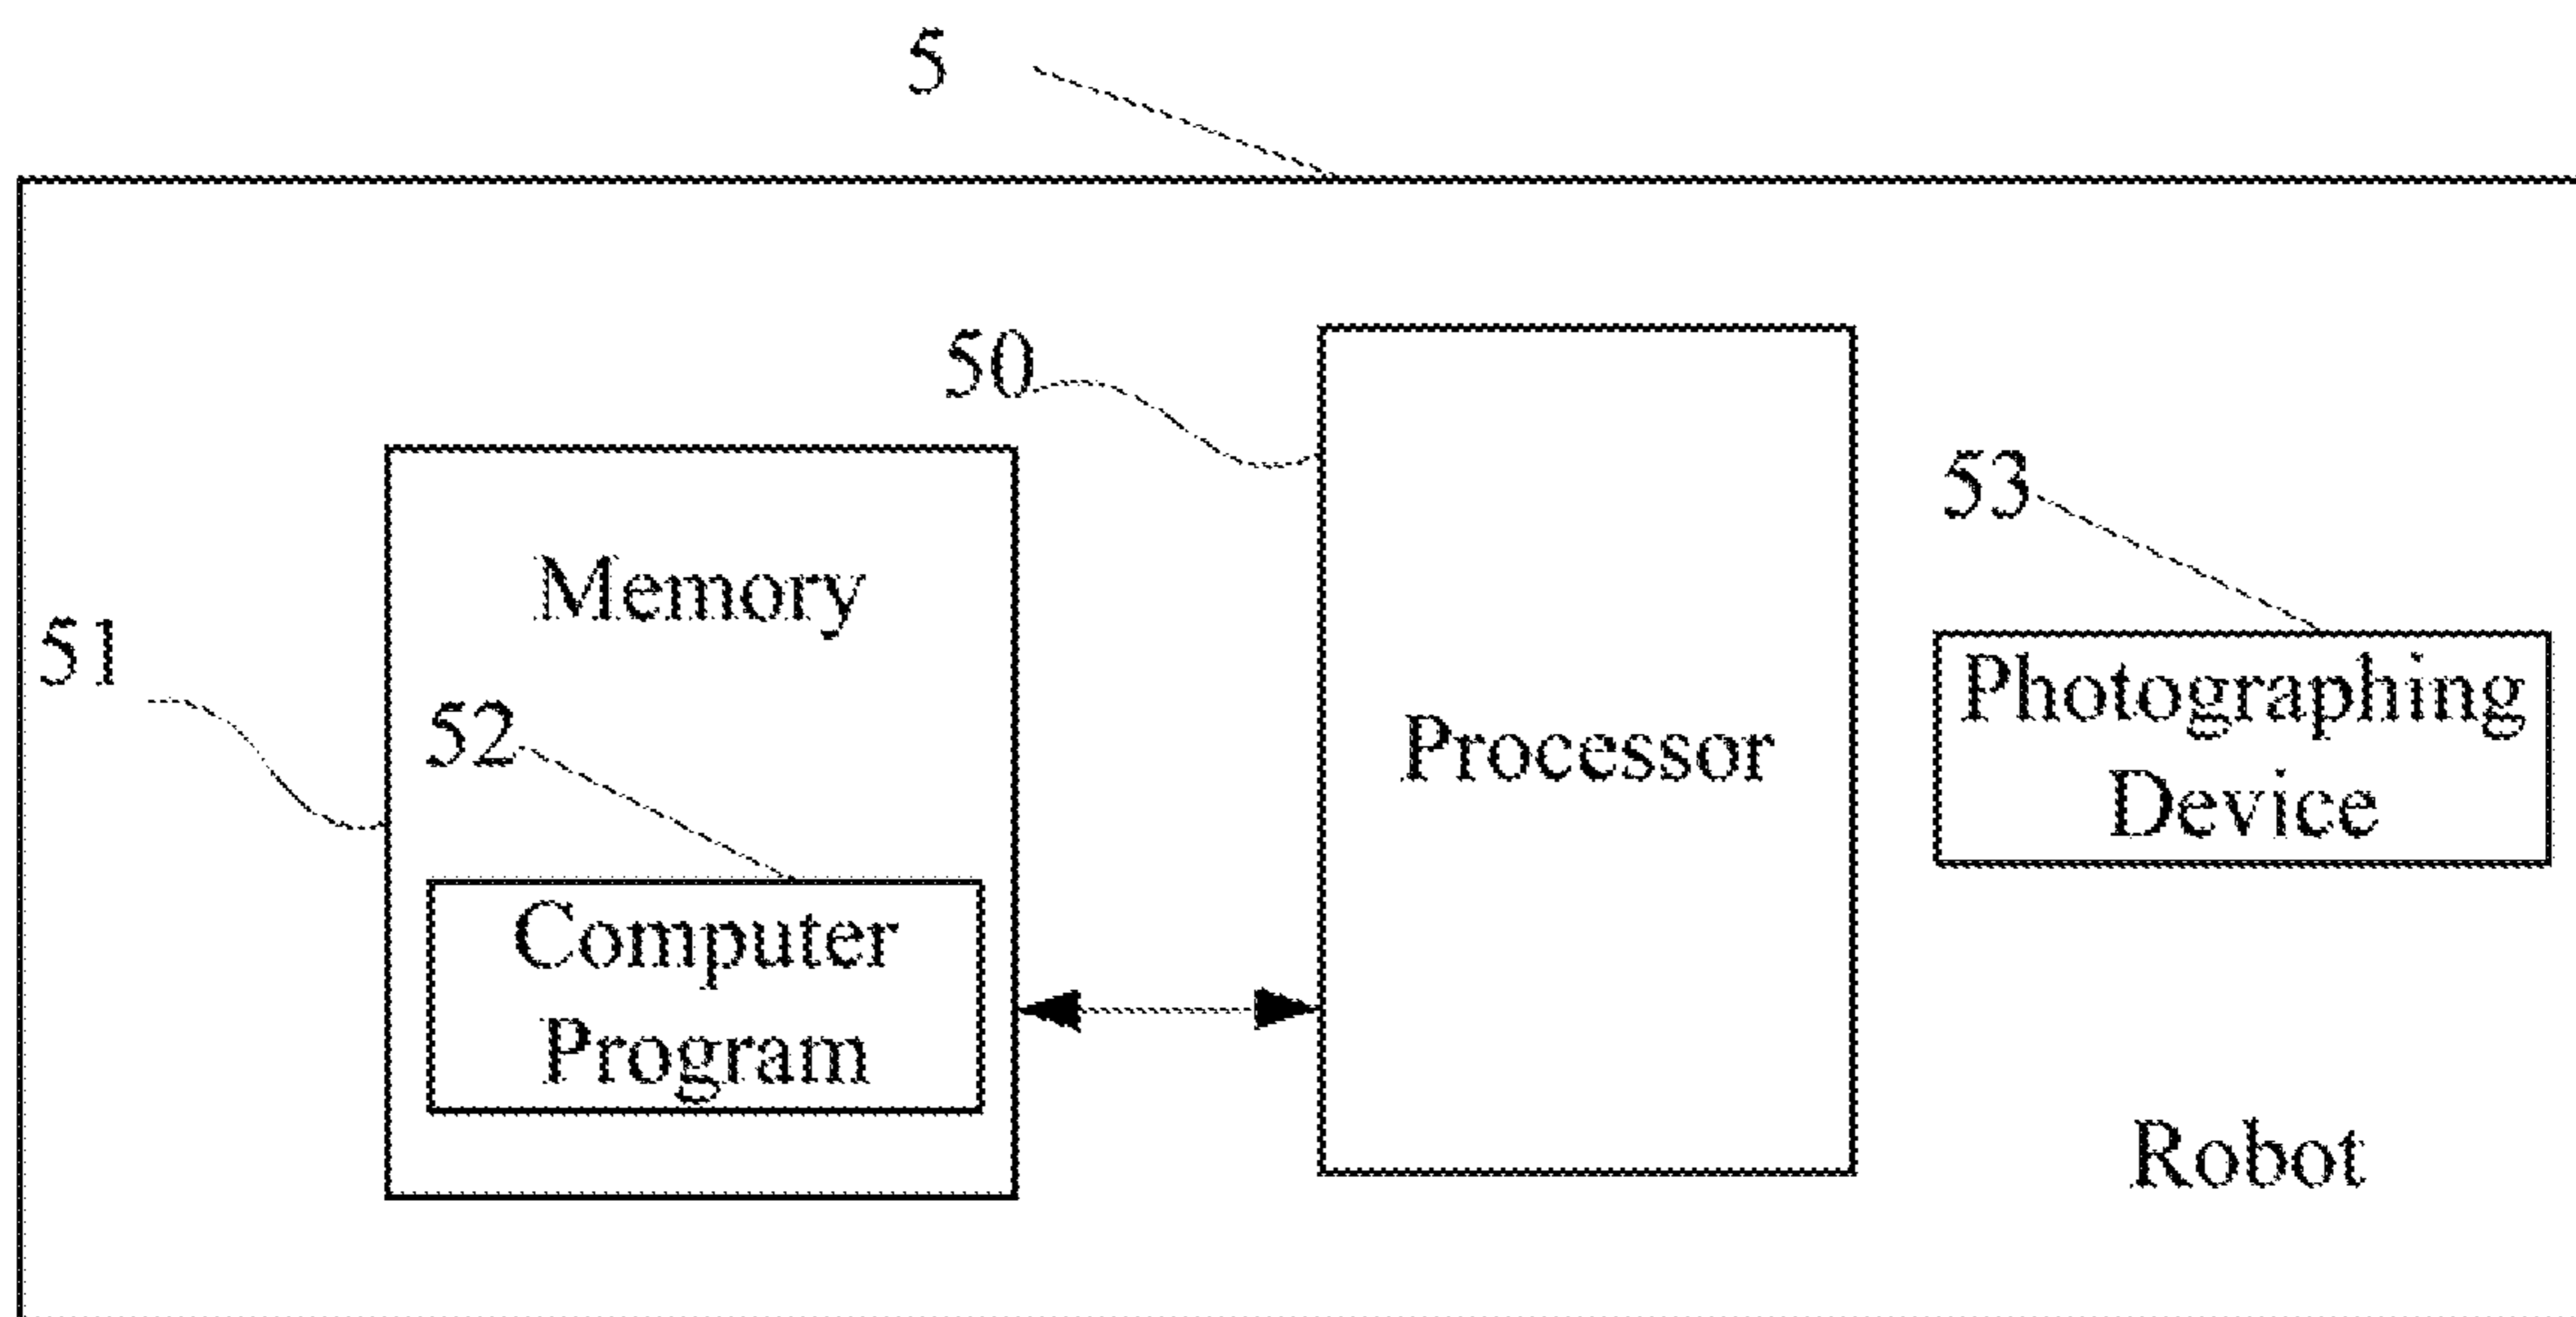 5
50
53
Memory
51
Photographing
Device
52
Processor
Computer
Program
Robot